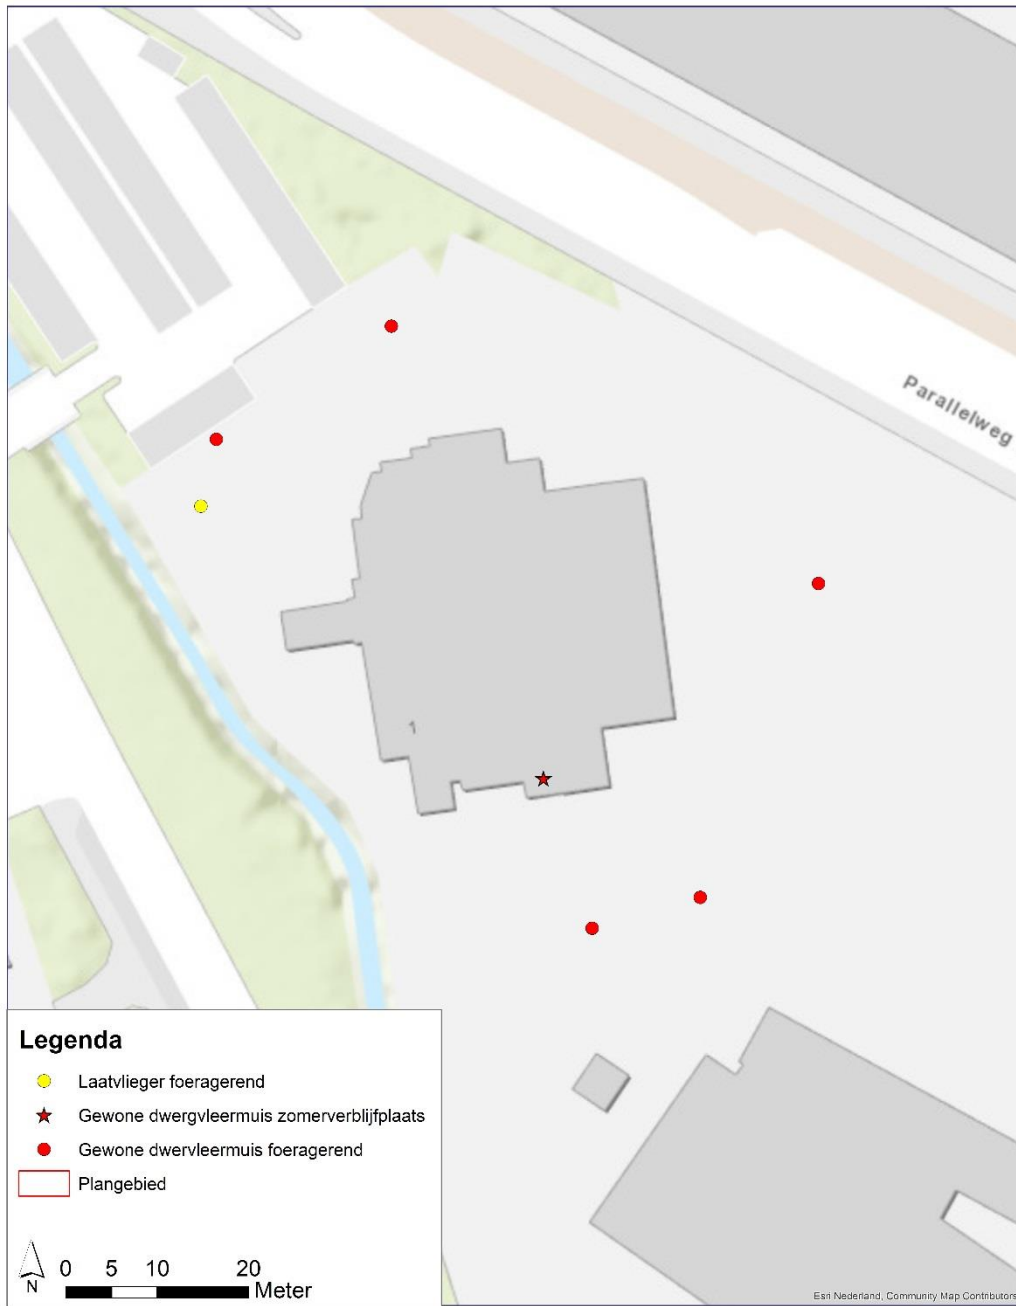 Parallelweg
1
Legenda
Laatvlieger foeragerend
Gewone dwergvleermuis zomerverblijfplaats
Gewone dwervleermuis foeragerend
Plangebied
N
0 5 10 20
Meter
Esri Nederland, Community Map Contributors